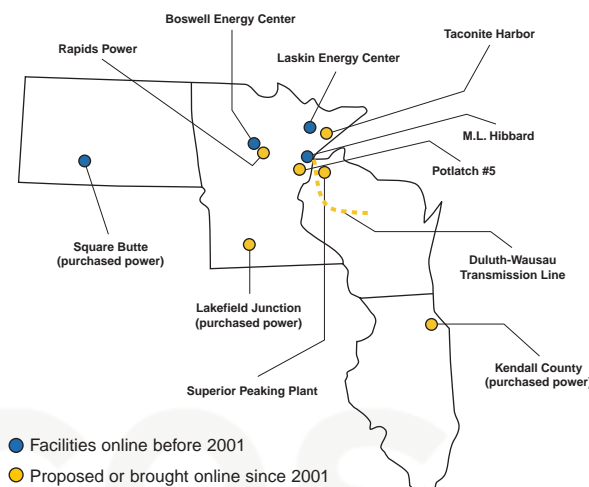 Boswell Energy Center
Rapids Power
Taconite Harbor
Laskin Energy Center
M.L. Hibbard
Potlatch #5
Square Butte
(purchased power)
Duluth-Wausau
Transmission Line
Lakefield Junction
(purchased power)
Kendall County
(purchased power)
Superior Peaking Plant
Facilities online before 2001
Proposed or brought online since 2001